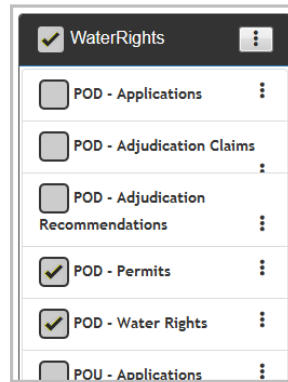 WaterRights
POD - Applications
POD - Adjudication Claims
POD - Adjudication
Recommendations
POD - Permits
POD - Water Rights
POU - Applications